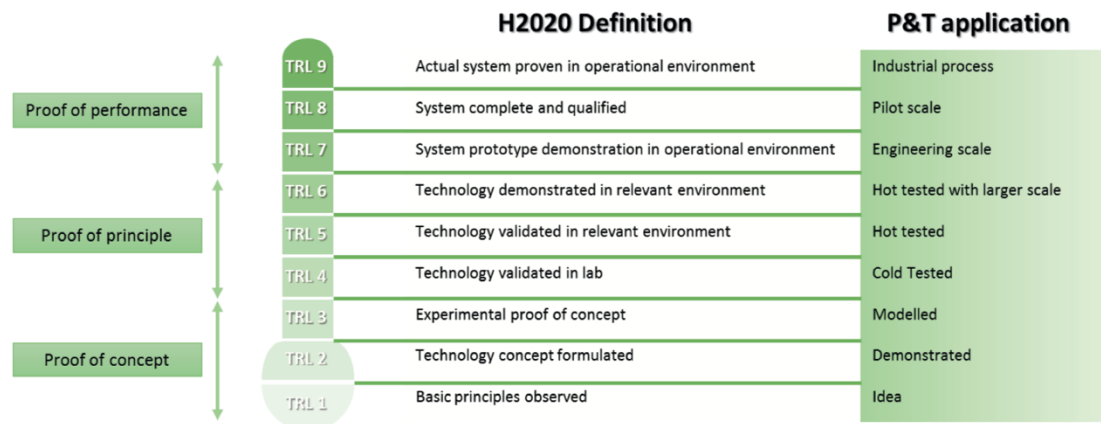 H2020 Definition P&T application
TRL 9 Actual system proven in operational environment Industrial process
Proof of performance TRL 8 System complete and qualified Pilot scale
TRL 7 System prototype demonstration in operational environment Engineering scale
TRL 6 Technology demonstrated in relevant environment Hot tested with larger scale
Proof of principle TRL 5 Technology validated in relevant environment Hot tested
TRL 4 Technology validated in lab Cold Tested
TRL 3 Experimental proof of concept Modelled
Proof of concept TRL 2 Technology concept formulated Demonstrated
TRL 1 Basic principles observed Idea